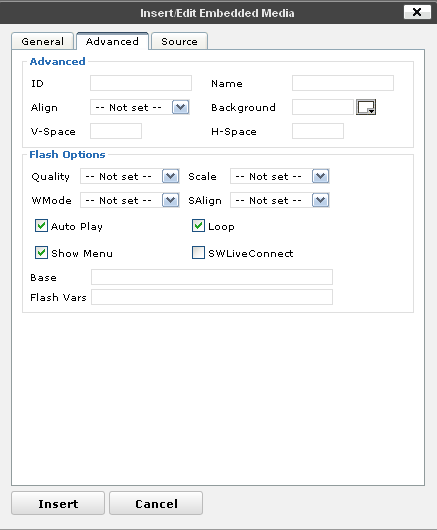 Insert/Edit Embedded Media
General Advanced Source
Advanced
ID Name
Align -- Not set -- Background
V-Space H-Space
Flash Options
Quality -- Not set -- Scale -- Not set --
WMode -- Not set -- SAlign -- Not set --
Auto Play Loop
Show Menu SWLiveConnect
Base
Flash Vars
Insert Cancel